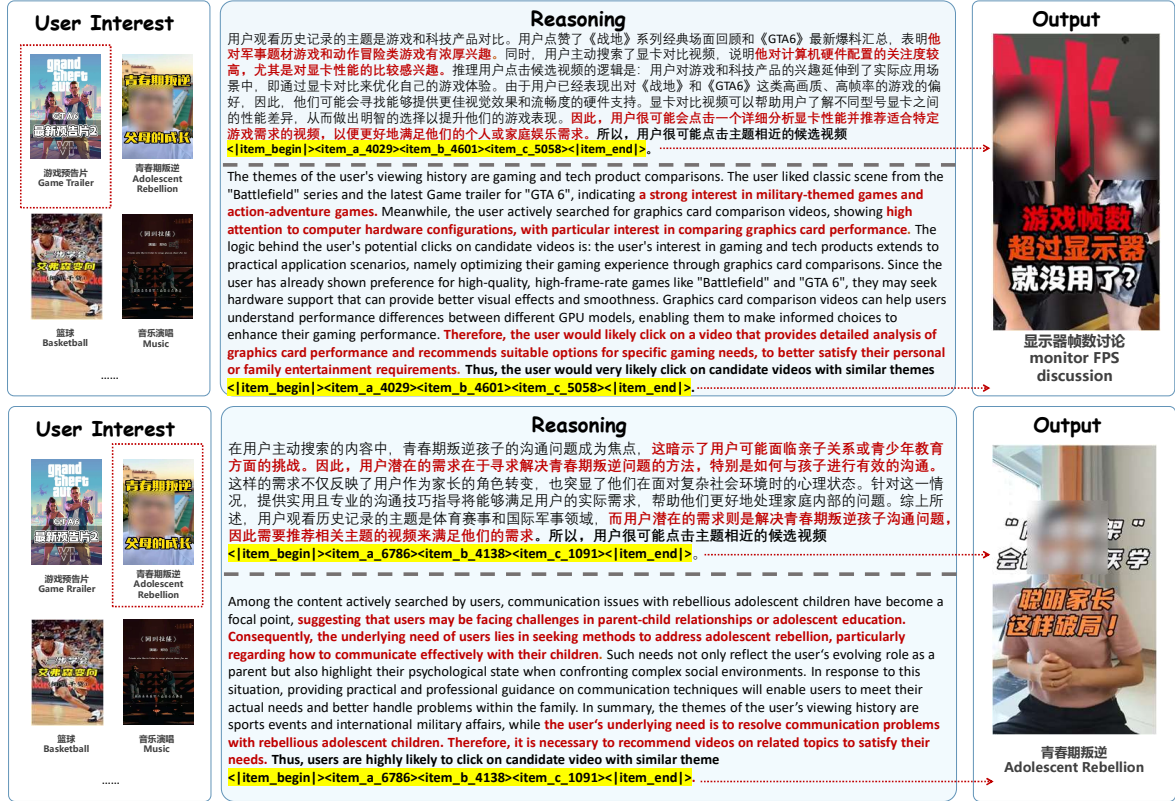 User Interest
grand
theft
auto
GTA6
最新预告片2
VI
游戏预告片
Game Trailer
青春期叛逆
父母的成长
青春期叛逆
Adolescent
Rebellion
艾弗森变向
篮球
Basketball
音乐演唱
Music
......
Reasoning
用户观看历史记录的主题是游戏和科技产品对比。用户点赞了《战地》系列经典场面回顾和《GTA6》最新爆料汇总，表明他
对军事题材游戏和动作冒险类游戏有浓厚兴趣。同时，用户主动搜索了显卡对比视频，说明他对计算机硬件配置的关注度较
高，尤其是对显卡性能的比较感兴趣。推理用户点击候选视频的逻辑是：用户对游戏和科技产品的兴趣延伸到了实际应用场
景中，即通过显卡对比来优化自己的游戏体验。由于用户已经表现出对《战地》和《GTA6》这类高画质、高帧率的游戏的偏
好，因此，他们可能会寻找能够提供更佳视觉效果和流畅度的硬件支持。显卡对比视频可以帮助用户了解不同型号显卡之间
的性能差异，从而做出明智的选择以提升他们的游戏表现。因此，用户很可能会点击一个详细分析显卡性能并推荐适合特定
游戏需求的视频，以便更好地满足他们的个人或家庭娱乐需求。所以，用户很可能点击主题相近的候选视频
<|item_begin|><item_a_4029><item_b_4601><item_c_5058><|item_end|>。
The themes of the user's viewing history are gaming and tech product comparisons. The user liked classic scene from the
"Battlefield" series and the latest Game trailer for "GTA 6", indicating a strong interest in military-themed games and
action-adventure games. Meanwhile, the user actively searched for graphics card comparison videos, showing high
attention to computer hardware configurations, with particular interest in comparing graphics card performance. The
logic behind the user's potential clicks on candidate videos is: the user's interest in gaming and tech products extends to
practical application scenarios, namely optimizing their gaming experience through graphics card comparisons. Since the
user has already shown preference for high-quality, high-frame-rate games like "Battlefield" and "GTA 6", they may seek
hardware support that can provide better visual effects and smoothness. Graphics card comparison videos can help users
understand performance differences between different GPU models, enabling them to make informed choices to
enhance their gaming performance. Therefore, the user would likely click on a video that provides detailed analysis of
graphics card performance and recommends suitable options for specific gaming needs, to better satisfy their personal
or family entertainment requirements. Thus, the user would very likely click on candidate videos with similar themes
<|item_begin|><item_a_4029><item_b_4601><item_c_5058><|item_end|>.
Output
游戏帧数
超过显示器
就没用了?
显示器帧数讨论
monitor FPS
discussion
User Interest
grand
theft
auto
GTA6
最新预告片2
VI
游戏预告片
Game Rrailer
青春期叛逆
父母的成长
青春期叛逆
Adolescent
Rebellion
艾弗森变向
篮球
Basketball
音乐演唱
Music
......
Reasoning
在用户主动搜索的内容中，青春期叛逆孩子的沟通问题成为焦点，这暗示了用户可能面临亲子关系或青少年教育
方面的挑战。因此，用户潜在的需求在于寻求解决青春期叛逆问题的方法，特别是如何与孩子进行有效的沟通。
这样的需求不仅反映了用户作为家长的角色转变，也突显了他们在面对复杂社会环境时的心理状态。针对这一情
况，提供实用且专业的沟通技巧指导将能够满足用户的实际需求，帮助他们更好地处理家庭内部的问题。综上所
述，用户观看历史记录的主题是体育赛事和国际军事领域，而用户潜在的需求则是解决青春期叛逆孩子沟通问题，
因此需要推荐相关主题的视频来满足他们的需求。所以，用户很可能点击主题相近的候选视频
<|item_begin|><item_a_6786><item_b_4138><item_c_1091><|item_end|>。
Among the content actively searched by users, communication issues with rebellious adolescent children have become a
focal point, suggesting that users may be facing challenges in parent-child relationships or adolescent education.
Consequently, the underlying need of users lies in seeking methods to address adolescent rebellion, particularly
regarding how to communicate effectively with their children. Such needs not only reflect the user's evolving role as a
parent but also highlight their psychological state when confronting complex social environments. In response to this
situation, providing practical and professional guidance on communication techniques will enable users to meet their
actual needs and better handle problems within the family. In summary, the themes of the user's viewing history are
sports events and international military affairs, while the user's underlying need is to resolve communication problems
with rebellious adolescent children. Therefore, it is necessary to recommend videos on related topics to satisfy their
needs. Thus, users are highly likely to click on candidate video with similar theme
<|item_begin|><item_a_6786><item_b_4138><item_c_1091><|item_end|>.
Output
聪明家长
这样破局！
青春期叛逆
Adolescent Rebellion